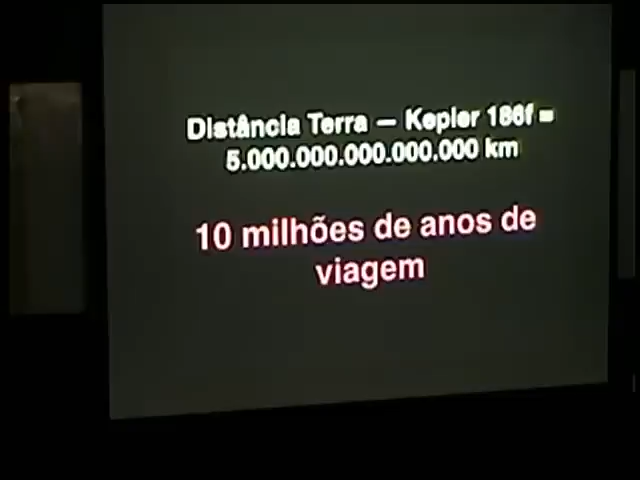 Distância Terra – Kepler 186f =
5.000.000.000.000.000 km
10 milhões de anos de
viagem